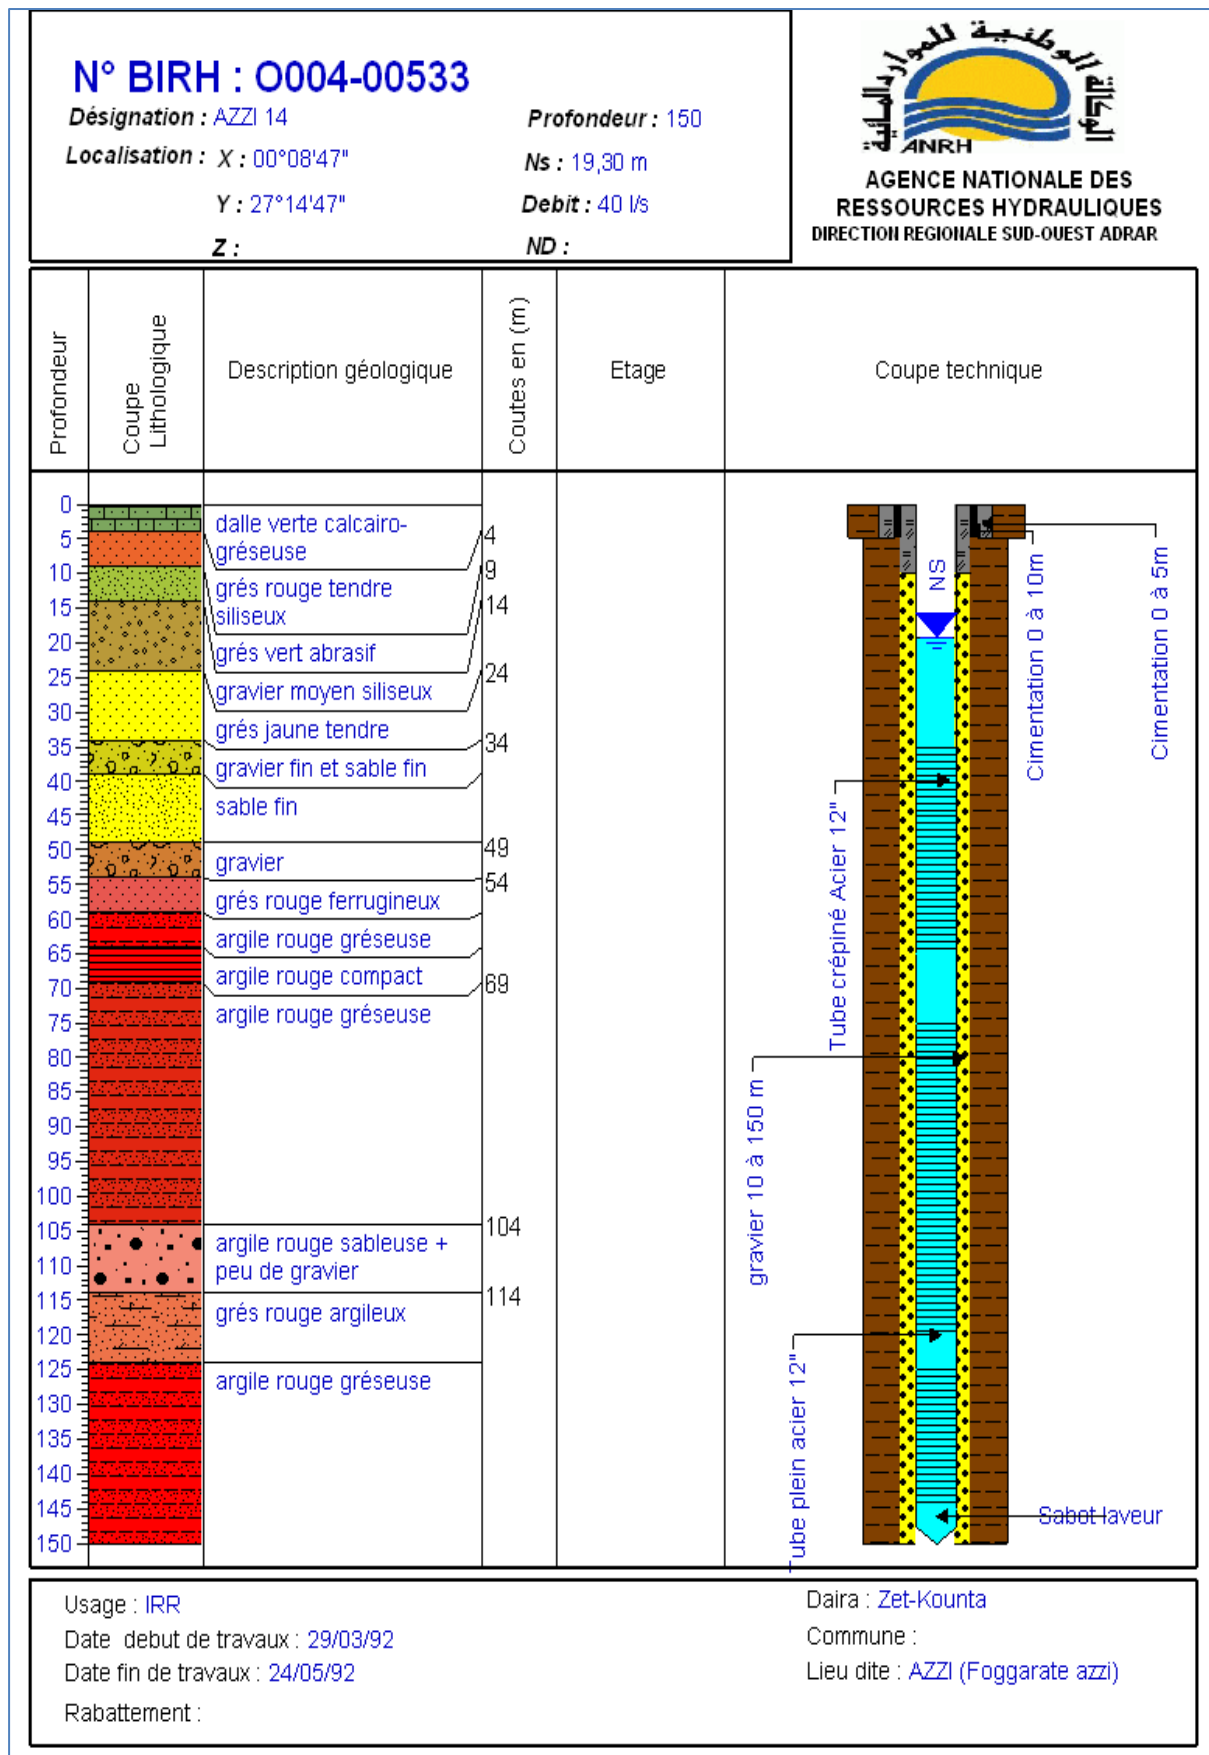 N° BIRH : O004-00533
Désignation : AZZI 14
Profondeur : 150
Localisation : X : 00°08'47"
Ns : 19,30 m
Y : 27°14'47"
Debit : 40 l/s
Z :
ND :
الوكالة الوطنية للموارد المائية
ANRH
AGENCE NATIONALE DES
RESSOURCES HYDRAULIQUES
DIRECTION REGIONALE SUD-OUEST ADRAR
Profondeur
Coupe
Lithologique
Description géologique
Coutes en (m)
Etage
Coupe technique
0
5
10
15
20
25
30
35
40
45
50
55
60
65
70
75
80
85
90
95
100
105
110
115
120
125
130
135
140
145
150
dalle verte calcairo-
gréseuse
grés rouge tendre
siliseux
grés vert abrasif
gravier moyen siliseux
grés jaune tendre
gravier fin et sable fin
sable fin
gravier
grés rouge ferrugineux
argile rouge gréseuse
argile rouge compact
argile rouge gréseuse
argile rouge sableuse +
peu de gravier
grés rouge argileux
argile rouge gréseuse
4
9
14
24
34
49
54
69
104
114
NS
Cimentation 0 à 10m
Cimentation 0 à 5m
Tube crépiné Acier 12"
gravier 10 à 150 m
Tube plein acier 12"
Sabot laveur
Usage : IRR
Date debut de travaux : 29/03/92
Date fin de travaux : 24/05/92
Rabattement :
Daira : Zet-Kounta
Commune :
Lieu dite : AZZI (Foggarate azzi)